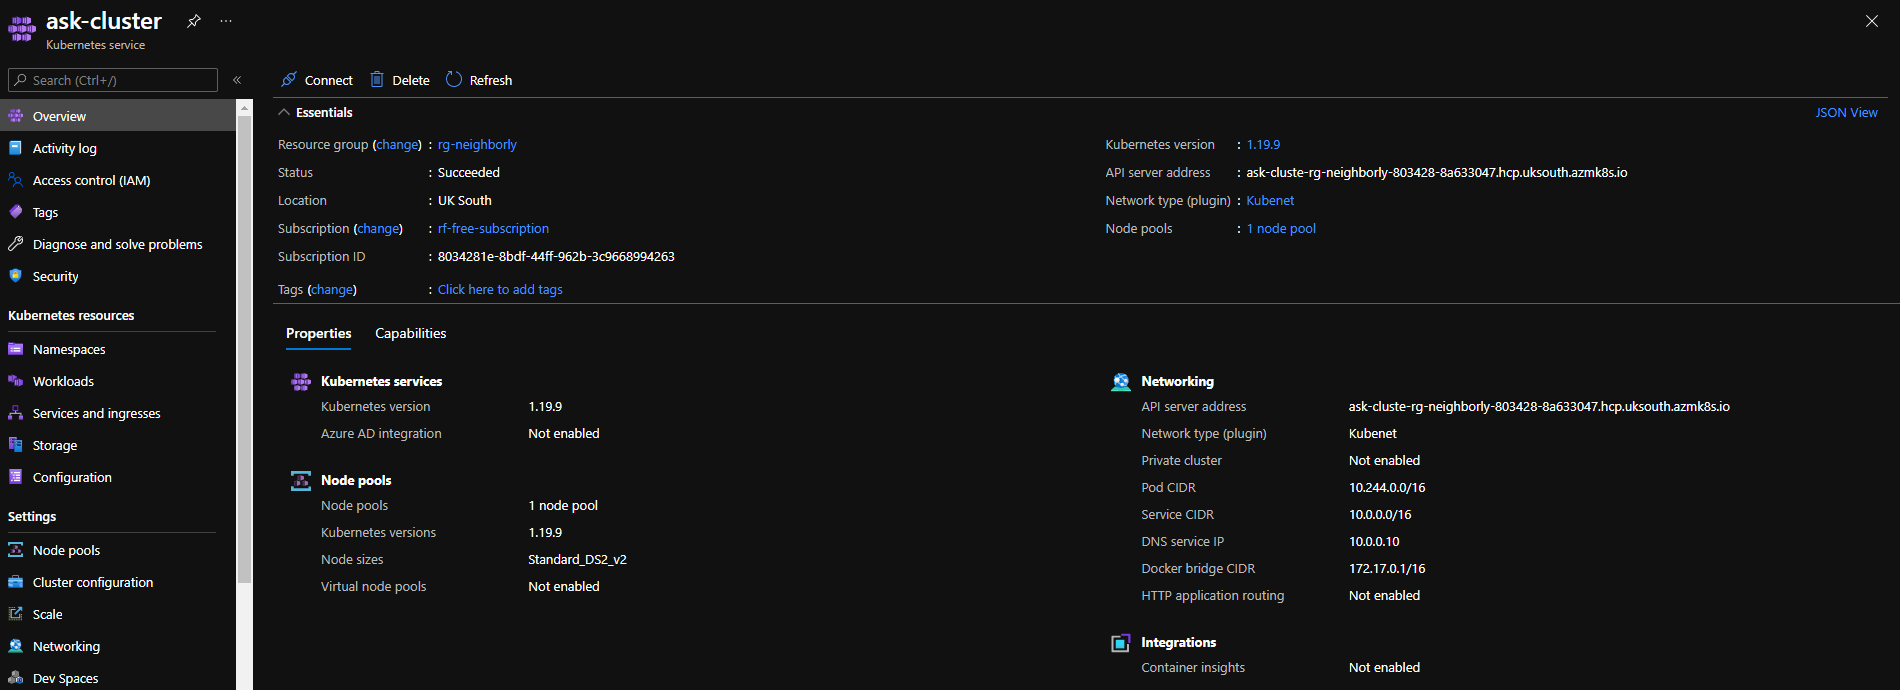 ask-cluster
Kubernetes service
Search (Ctrl+/)
Overview
Activity log
Access control (IAM)
Tags
Diagnose and solve problems
Security
Kubernetes resources
Namespaces
Workloads
Services and ingresses
Storage
Configuration
Settings
Node pools
Cluster configuration
Scale
Networking
Dev Spaces
Connect Delete Refresh
Essentials
JSON View
Resource group (change) : rg-neighborly
Status : Succeeded
Location : UK South
Subscription (change) : rf-free-subscription
Subscription ID : 8034281e-8bdf-44ff-962b-3c9668994263
Tags (change) : Click here to add tags
Kubernetes version : 1.19.9
API server address : ask-cluste-rg-neighborly-803428-8a633047.hcp.uksouth.azmk8s.io
Network type (plugin) : Kubenet
Node pools : 1 node pool
Properties Capabilities
Kubernetes services
Kubernetes version 1.19.9
Azure AD integration Not enabled
Node pools
Node pools 1 node pool
Kubernetes versions 1.19.9
Node sizes Standard_DS2_v2
Virtual node pools Not enabled
Networking
API server address ask-cluste-rg-neighborly-803428-8a633047.hcp.uksouth.azmk8s.io
Network type (plugin) Kubenet
Private cluster Not enabled
Pod CIDR 10.244.0.0/16
Service CIDR 10.0.0.0/16
DNS service IP 10.0.0.10
Docker bridge CIDR 172.17.0.1/16
HTTP application routing Not enabled
Integrations
Container insights Not enabled